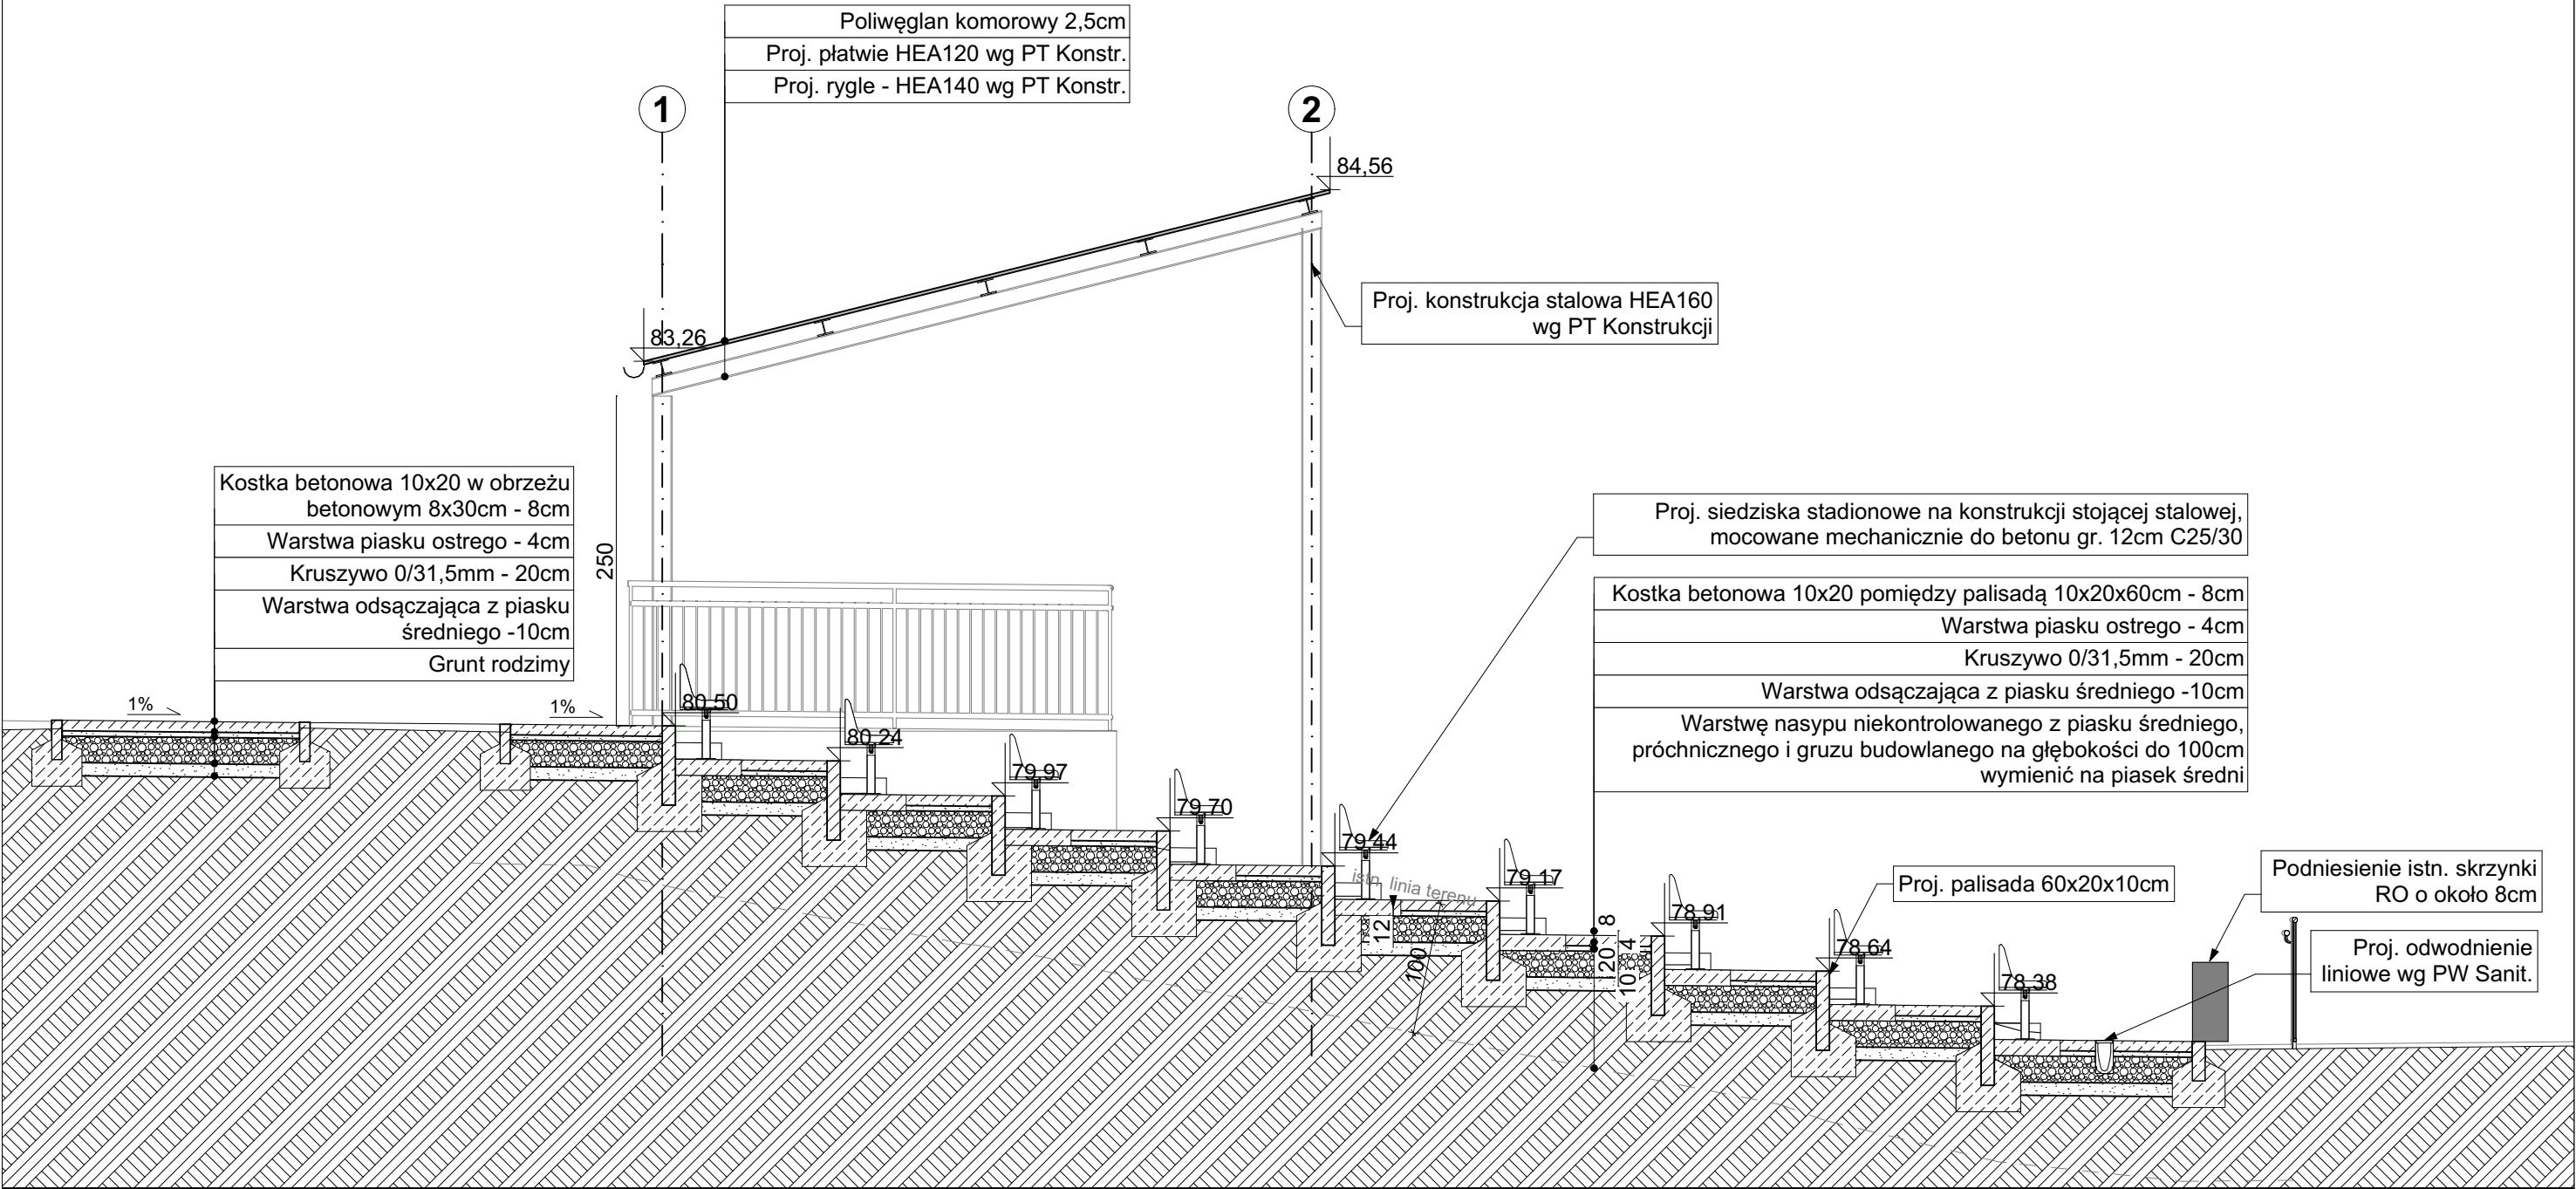 Poliwęglan komorowy 2,5cm
Proj. płatwie HEA120 wg PT Konstr.
Proj. rygle - HEA140 wg PT Konstr.
1
2
84,56
83,26
Proj. konstrukcja stalowa HEA160
wg PT Konstrukcji
250
Kostka betonowa 10x20 w obrzeżu
betonowym 8x30cm - 8cm
Warstwa piasku ostrego - 4cm
Kruszywo 0/31,5mm - 20cm
Warstwa odsączająca z piasku
średniego -10cm
Grunt rodzimy
Proj. siedziska stadionowe na konstrukcji stojącej stalowej,
mocowane mechanicznie do betonu gr. 12cm C25/30
Kostka betonowa 10x20 pomiędzy palisadą 10x20x60cm - 8cm
Warstwa piasku ostrego - 4cm
Kruszywo 0/31,5mm - 20cm
Warstwa odsączająca z piasku średniego -10cm
Warstwę nasypu niekontrolowanego z piasku średniego,
próchnicznego i gruzu budowlanego na głębokości do 100cm
wymienić na piasek średni
1%
1%
80,50
80,24
79,97
79,70
79,44
79,17
78,91
78,64
78,38
istn. linia terenu
12
100
8
4
20
10
Proj. palisada 60x20x10cm
Podniesienie istn. skrzynki
RO o około 8cm
Proj. odwodnienie
liniowe wg PW Sanit.